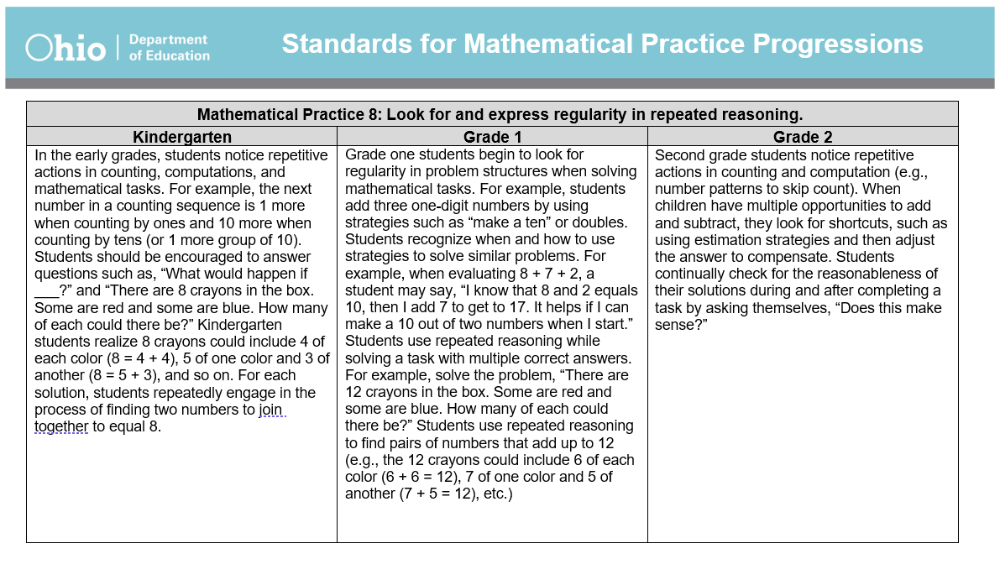 Ohio
Department
of Education
Standards for Mathematical Practice Progressions
Mathematical Practice 8: Look for and express regularity in repeated reasoning.
Kindergarten
In the early grades, students notice repetitive
actions in counting, computations, and
mathematical tasks. For example, the next
number in a counting sequence is 1 more
when counting by ones and 10 more when
counting by tens (or 1 more group of 10).
Students should be encouraged to answer
questions such as, “What would happen if
___?” and “There are 8 crayons in the box.
Some are red and some are blue. How many
of each could there be?” Kindergarten
students realize 8 crayons could include 4 of
each color (8 = 4 + 4), 5 of one color and 3 of
another (8 = 5 + 3), and so on. For each
solution, students repeatedly engage in the
process of finding two numbers to join
together to equal 8.
Grade 1
Grade one students begin to look for
regularity in problem structures when solving
mathematical tasks. For example, students
add three one-digit numbers by using
strategies such as “make a ten” or doubles.
Students recognize when and how to use
strategies to solve similar problems. For
example, when evaluating 8 + 7 + 2, a
student may say, “I know that 8 and 2 equals
10, then I add 7 to get to 17. It helps if I can
make a 10 out of two numbers when I start.”
Students use repeated reasoning while
solving a task with multiple correct answers.
For example, solve the problem, “There are
12 crayons in the box. Some are red and
some are blue. How many of each could
there be?” Students use repeated reasoning
to find pairs of numbers that add up to 12
(e.g., the 12 crayons could include 6 of each
color (6 + 6 = 12), 7 of one color and 5 of
another (7 + 5 = 12), etc.)
Grade 2
Second grade students notice repetitive
actions in counting and computation (e.g.,
number patterns to skip count). When
children have multiple opportunities to add
and subtract, they look for shortcuts, such as
using estimation strategies and then adjust
the answer to compensate. Students
continually check for the reasonableness of
their solutions during and after completing a
task by asking themselves, “Does this make
sense?”